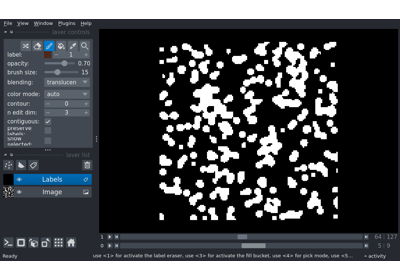 File View Window Plugins Help
layer controls
label: 1
opacity: 0.70
brush size: 15
blending: translucen
color mode: auto
contour: 0
n edit dim: 3
contiguous:
preserve labels:
show selected:
layer list
Labels
Image
1 64 127
0 5 9
Ready use <1> for activate the label eraser, use <3> for activate the fill bucket, use <4> for pick mode, use <5... activity